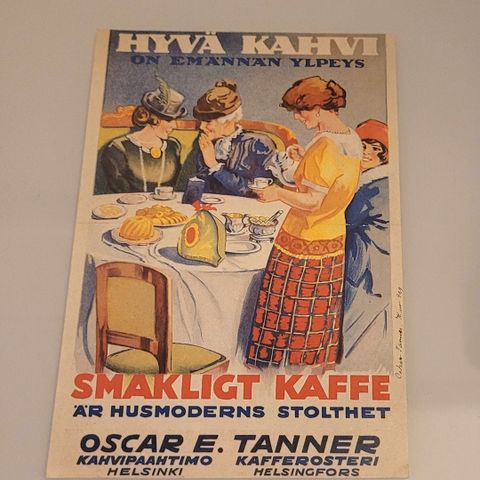 HYVÄ KAHVI
ON EMÄNNÄN YLPEYS
SMAKLIGT KAFFE
ÄR HUSMODERNS STOLTHET
OSCAR E. TANNER
KAHVIPAAHTIMO KAFFEROSTERI
HELSINKI HELSINGFORS